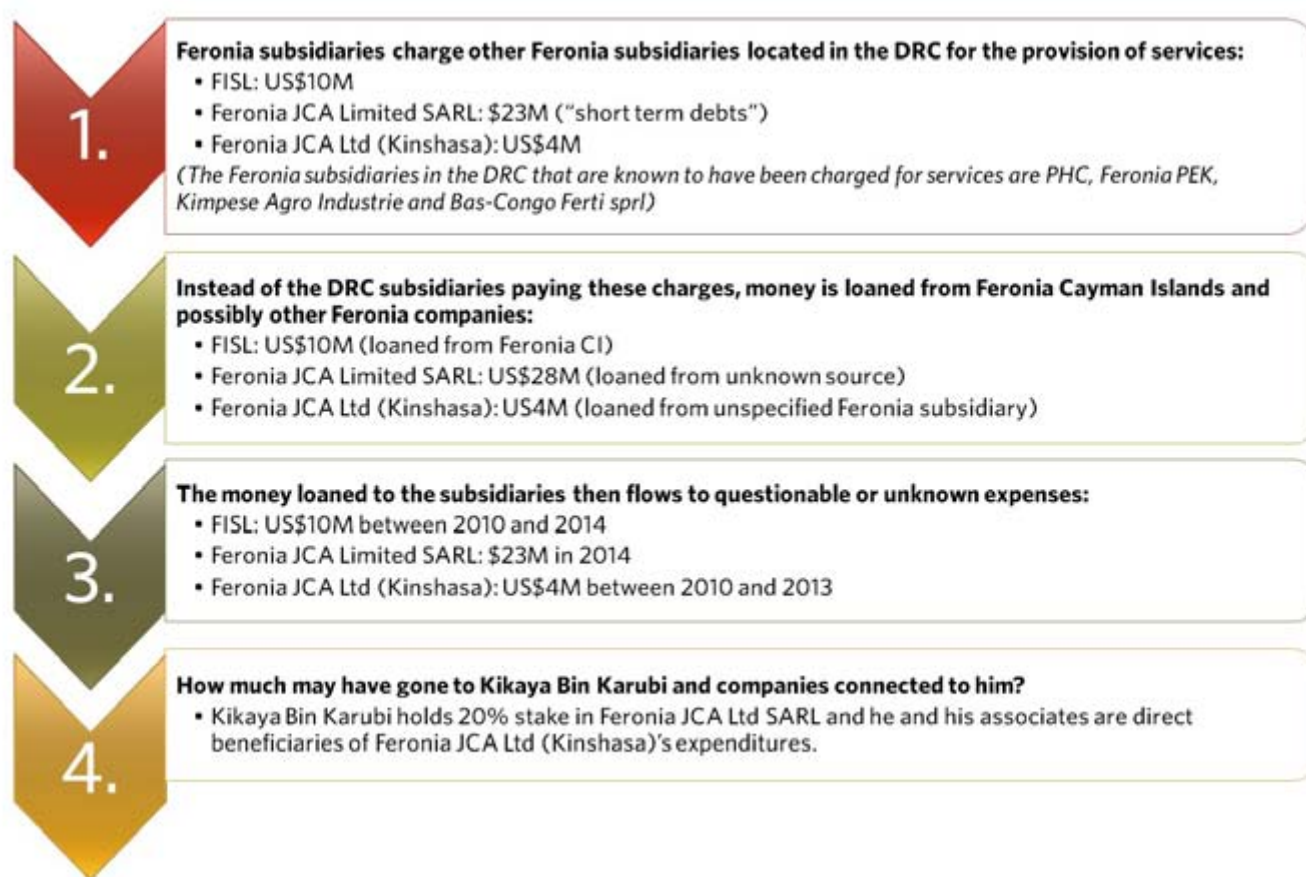 1.
Feronia subsidiaries charge other Feronia subsidiaries located in the DRC for the provision of services:
• FISL: US$10M
• Feronia JCA Limited SARL: $23M (“short term debts”)
• Feronia JCA Ltd (Kinshasa): US$4M
(The Feronia subsidiaries in the DRC that are known to have been charged for services are PHC, Feronia PEK,
Kimpese Agro Industrie and Bas-Congo Ferti sprl)
2.
Instead of the DRC subsidiaries paying these charges, money is loaned from Feronia Cayman Islands and
possibly other Feronia companies:
• FISL: US$10M (loaned from Feronia CI)
• Feronia JCA Limited SARL: US$28M (loaned from unknown source)
• Feronia JCA Ltd (Kinshasa): US4M (loaned from unspecified Feronia subsidiary)
3.
The money loaned to the subsidiaries then flows to questionable or unknown expenses:
• FISL: US$10M between 2010 and 2014
• Feronia JCA Limited SARL: $23M in 2014
• Feronia JCA Ltd (Kinshasa): US$4M between 2010 and 2013
4.
How much may have gone to Kikaya Bin Karubi and companies connected to him?
• Kikaya Bin Karubi holds 20% stake in Feronia JCA Ltd SARL and he and his associates are direct
beneficiaries of Feronia JCA Ltd (Kinshasa)’s expenditures.